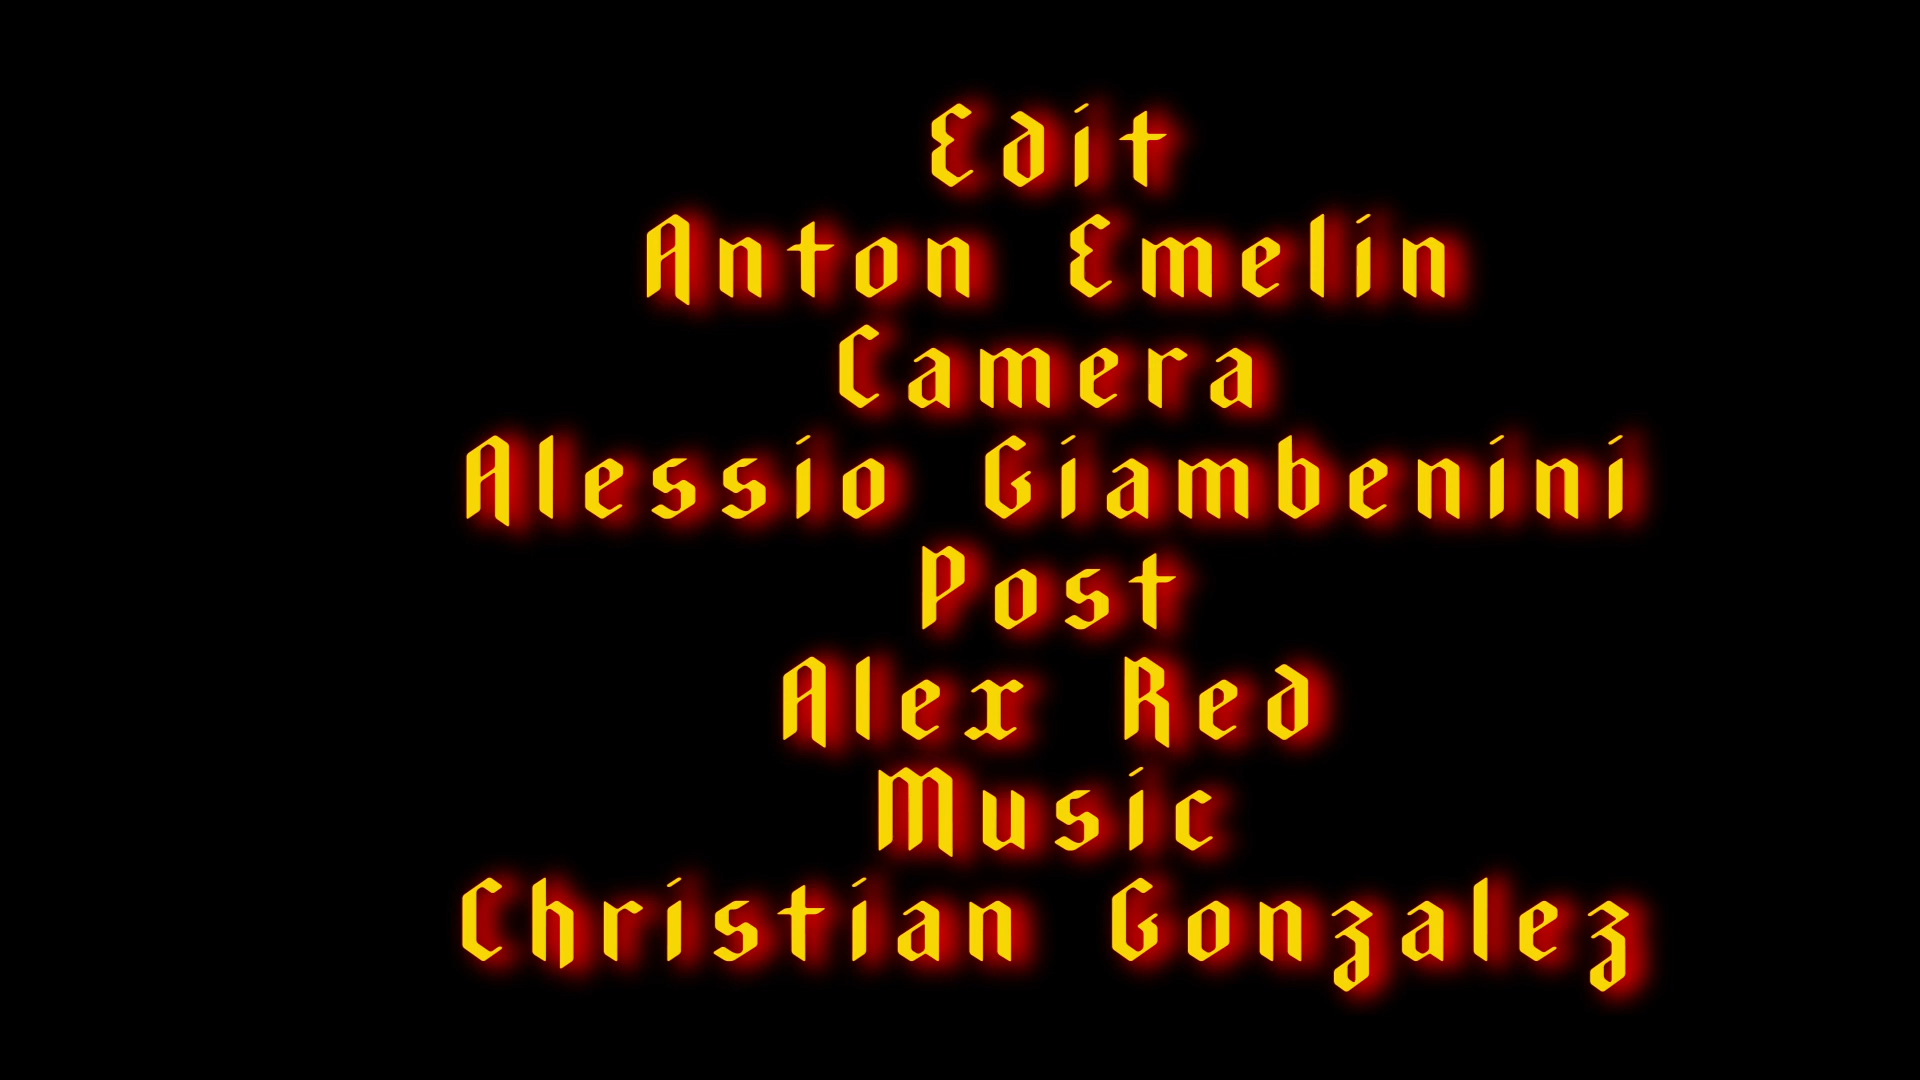 Edit
Anton Emelin
Camera
Alessio Giambenini
Post
Alex Red
Music
Christian Gonzalez